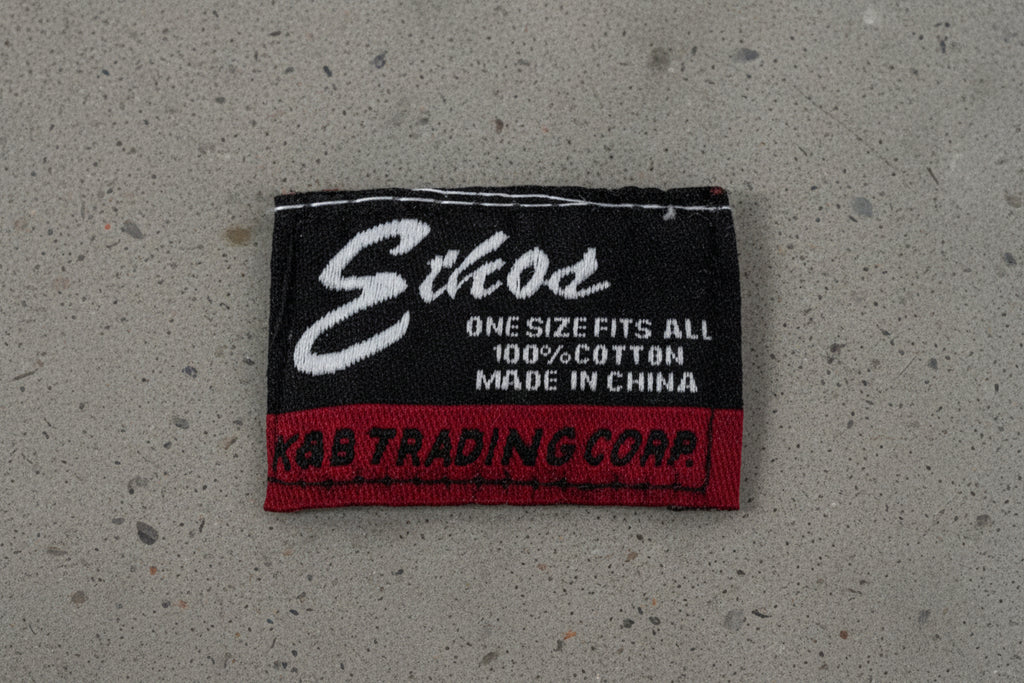 Ethos
ONE SIZE FITS ALL
100% COTTON
MADE IN CHINA
K&B TRADING CORP.